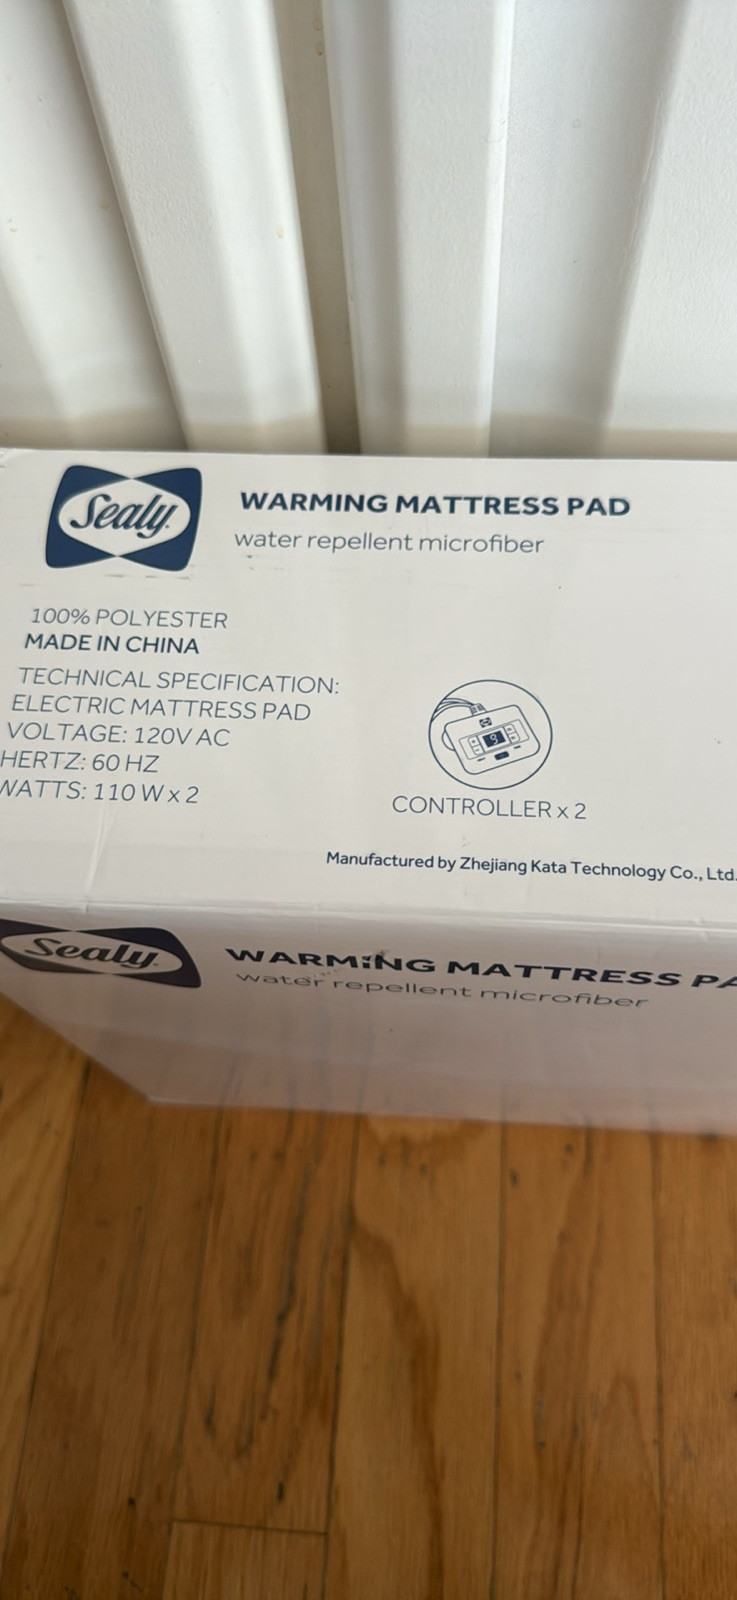 Sealy
WARMING MATTRESS PAD
water repellent microfiber
100% POLYESTER
MADE IN CHINA
TECHNICAL SPECIFICATION:
ELECTRIC MATTRESS PAD
VOLTAGE: 120V AC
HERTZ: 60 HZ
WATTS: 110 W x 2
9
CONTROLLER x 2
Manufactured by Zhejiang Kata Technology Co., Ltd.
Sealy
WARMING MATTRESS PA
water repellent microfiber